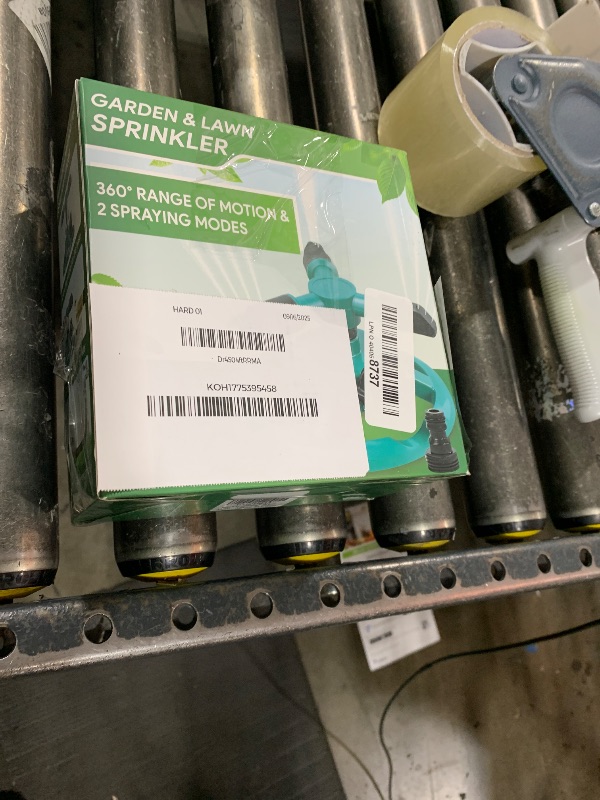 GARDEN & LAWN
SPRINKLER
360° RANGE OF MOTION &
2 SPRAYING MODES
HARD 01
KOH1775395458
8737